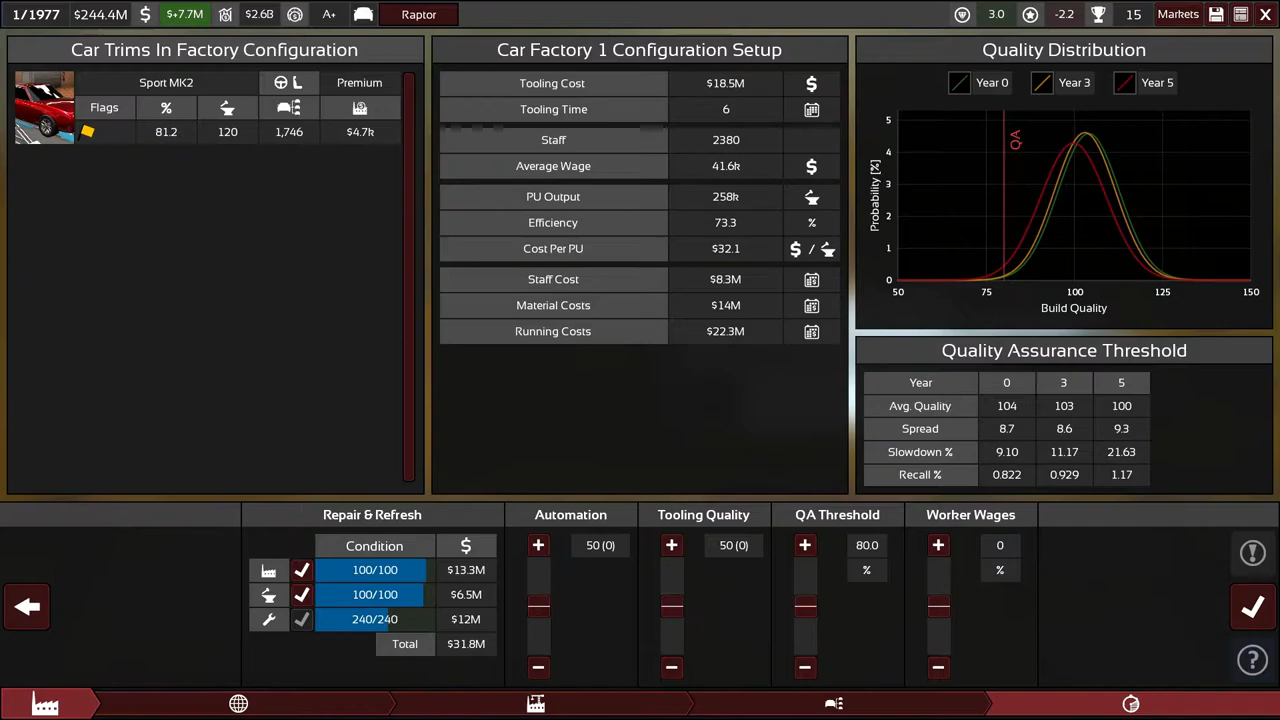 1/1977 $244.4M $+7.7M $2.6B A+ Raptor 3.0 -2.2 15 Markets
Car Trims In Factory Configuration
Sport MK2 Premium
Flags %
81.2 120 1,746 $4.7k
Car Factory 1 Configuration Setup
Tooling Cost $18.5M $
Tooling Time 6
Staff 2380
Average Wage 41.6k $
PU Output 258k
Efficiency 73.3 %
Cost Per PU $32.1 $ /
Staff Cost $8.3M
Material Costs $14M
Running Costs $22.3M
Quality Distribution
Year 0 Year 3 Year 5
QA
Probability [%]
5
4
3
2
1
0
50 75 100 125 150
Build Quality
Quality Assurance Threshold
Year 0 3 5
Avg. Quality 104 103 100
Spread 8.7 8.6 9.3
Slowdown % 9.10 11.17 21.63
Recall % 0.822 0.929 1.17
Repair & Refresh
Condition $
100/100 $13.3M
100/100 $6.5M
240/240 $12M
Total $31.8M
Automation
50 (0)
Tooling Quality
50 (0)
QA Threshold
80.0
%
Worker Wages
0
%